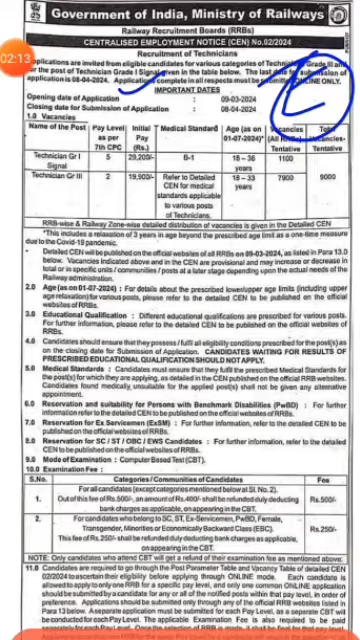 Government of India, Ministry of Railways
Railway Recruitment Boards (RRBs)
02:13
CENTRALISED EMPLOYMENT NOTICE (CEN) No.02/2024
Recruitment of Technicians
Applications are invited from eligible candidates for various categories of Technician Grade III and
for the post of Technician Grade I Signal given in the table below. The last date for submission of
application is 08-04-2024. Applications complete in all respects must be submitted ONLINE ONLY.
IMPORTANT DATES
Opening date of Application : 09-03-2024
Closing date for Submission of Application : 08-04-2024
1.0 Vacancies
Name of the Post Pay Level as per 7th CPC Initial Pay (Rs.) Medical Standard Age (as on 01-07-2024)* Vacancies (All RRBs) Tentative Total Vacancies- Tentative
Technician Gr I Signal 5 29,200/- B-1 18 – 36 years 1100
Technician Gr III 2 19,900/- Refer to Detailed CEN for medical standards applicable to various posts of Technicians. 18 – 33 years 7900 9000
RRB-wise & Railway Zone-wise detailed distribution of vacancies is given in the Detailed CEN
*This includes a relaxation of 3 years in age beyond the prescribed age limit as a one-time measure
due to the Covid-19 pandemic.
Detailed CEN will be published on the official websites of all RRBs on 09-03-2024, as listed in Para 13.0
below. Vacancies indicated above and in the CEN are provisional and may increase or decrease in
total or in specific units / communities / posts at a later stage depending upon the actual needs of the
Railway administration.
2.0 Age (as on 01-07-2024) : For details about the prescribed lower/upper age limits (including upper
age relaxation) for various posts, please refer to the detailed CEN to be published on the official
websites of RRBs.
3.0 Educational Qualification : Different educational qualifications are prescribed for various posts.
For further information, please refer to the detailed CEN to be published on the official websites of
RRBs.
4.0 Candidates should ensure that they possess / fulfil all eligibility conditions prescribed for the post(s) as
on the closing date for Submission of Application. CANDIDATES WAITING FOR RESULTS OF
PRESCRIBED EDUCATIONAL QUALIFICATION SHOULD NOT APPLY.
5.0 Medical Standards : Candidates must ensure that they fulfil the prescribed Medical Standards for
the post(s) for which they are applying, as detailed in the CEN published on the official RRB websites.
Candidates found medically unsuitable for the applied post(s) shall not be given any alternative
appointment.
6.0 Reservation and suitability for Persons with Benchmark Disabilities (PwBD) : For further
information refer to the detailed CEN to be published on the official websites of RRBs.
7.0 Reservation for Ex Servicemen (ExSM) : For further information, refer to the detailed CEN to be
published on the official websites of RRBs.
8.0 Reservation for SC / ST / OBC / EWS Candidates : For further information, refer to the detailed
CEN to be published on the official websites of RRBs.
9.0 Mode of Examination : Computer Based Test (CBT).
10.0 Examination Fee :
S.No. Categories / Communities of Candidates Fee
1. For all candidates (except categories mentioned below at Sl. No. 2).
Out of this fee of Rs.500/-, an amount of Rs.400/- shall be refunded duly deducting
bank charges as applicable, on appearing in the CBT. Rs.500/-
2. For candidates who belong to SC, ST, Ex-Servicemen, PwBD, Female,
Transgender, Minorities or Economically Backward Class (EBC).
This fee of Rs.250/- shall be refunded duly deducting bank charges as applicable,
on appearing in the CBT. Rs.250/-
NOTE: Only candidates who attend CBT will get a refund of their examination fee as mentioned above.
11.0 Candidates are required to go through the Post Parameter Table and Vacancy Table of detailed CEN
02/2024 to ascertain their eligibility before applying through ONLINE mode. Each candidate is
allowed to apply to only one RRB for a specific pay level, and only one common ONLINE application
should be submitted by a candidate for any or all of the notified posts within that pay level, in order of
preference. Applications should be submitted only through any of the official RRB websites listed in
Para 13 below. A separate application must be submitted for each Pay Level, as a separate CBT will
be conducted for each Pay Level. The applicable Examination Fee is also required to be paid